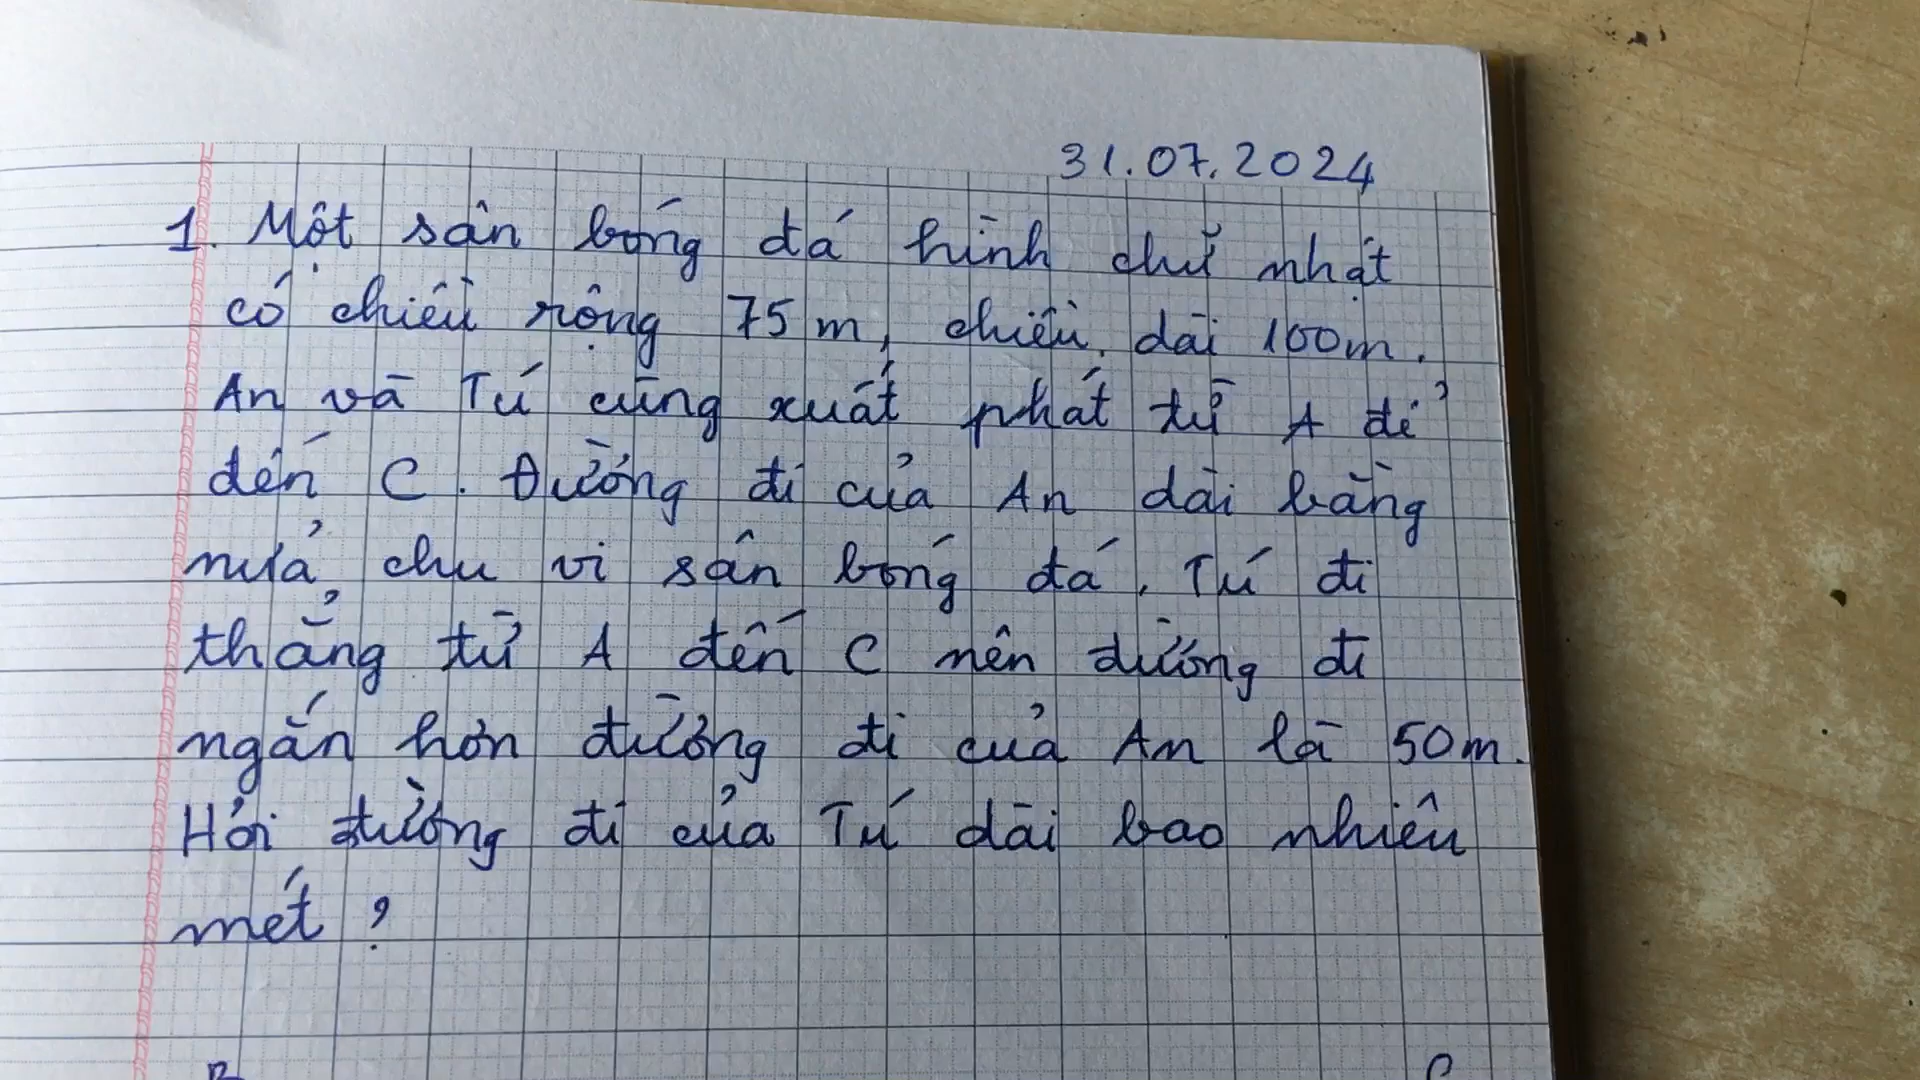 31.07.2024
1. Một sân bóng đá hình chữ nhật
có chiều rộng 75m, chiều dài 100m.
An và Tú cùng xuất phát từ A để
đến C. Đường đi của An dài bằng
nửa chu vi sân bóng đá. Tú đi
thẳng từ A đến C nên đường đi
ngắn hơn đường đi của An là 50m.
Hỏi đường đi của Tú dài bao nhiêu
mét ?